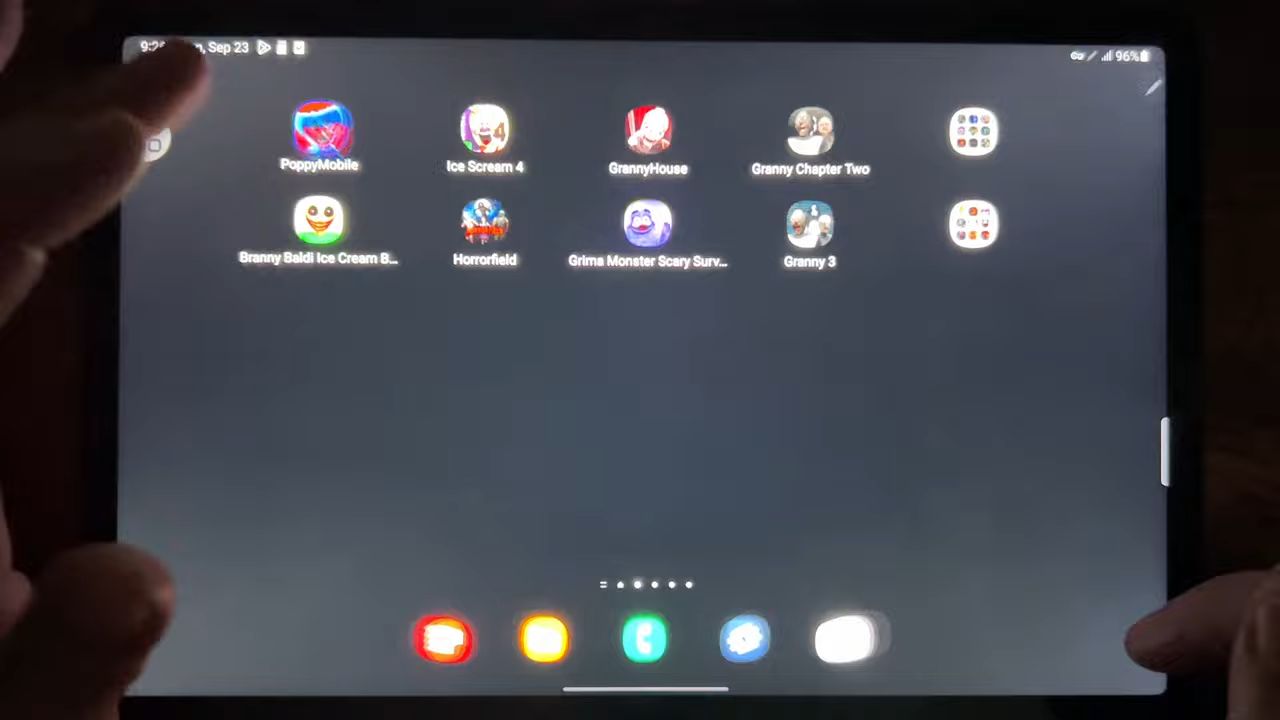 Sep 23
96%
PoppyMobile
Ice Scream 4
GrannyHouse
Granny Chapter Two
Branny Baldi Ice Cream B...
Horrorfield
Grima Monster Scary Surv...
Granny 3